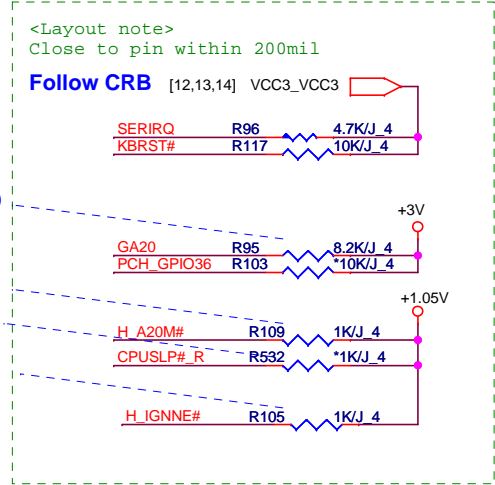 <Layout note>
Close to pin within 200mil
Follow CRB [12,13,14] VCC3_VCC3
SERIRQ R96 4.7K/J_4
KBRST# R117 10K/J_4
+3V
GA20 R95 8.2K/J_4
PCH_GPIO36 R103 *10K/J_4
+1.05V
H_A20M# R109 1K/J_4
CPUSLP#_R R532 *1K/J_4
H_IGNNE# R105 1K/J_4